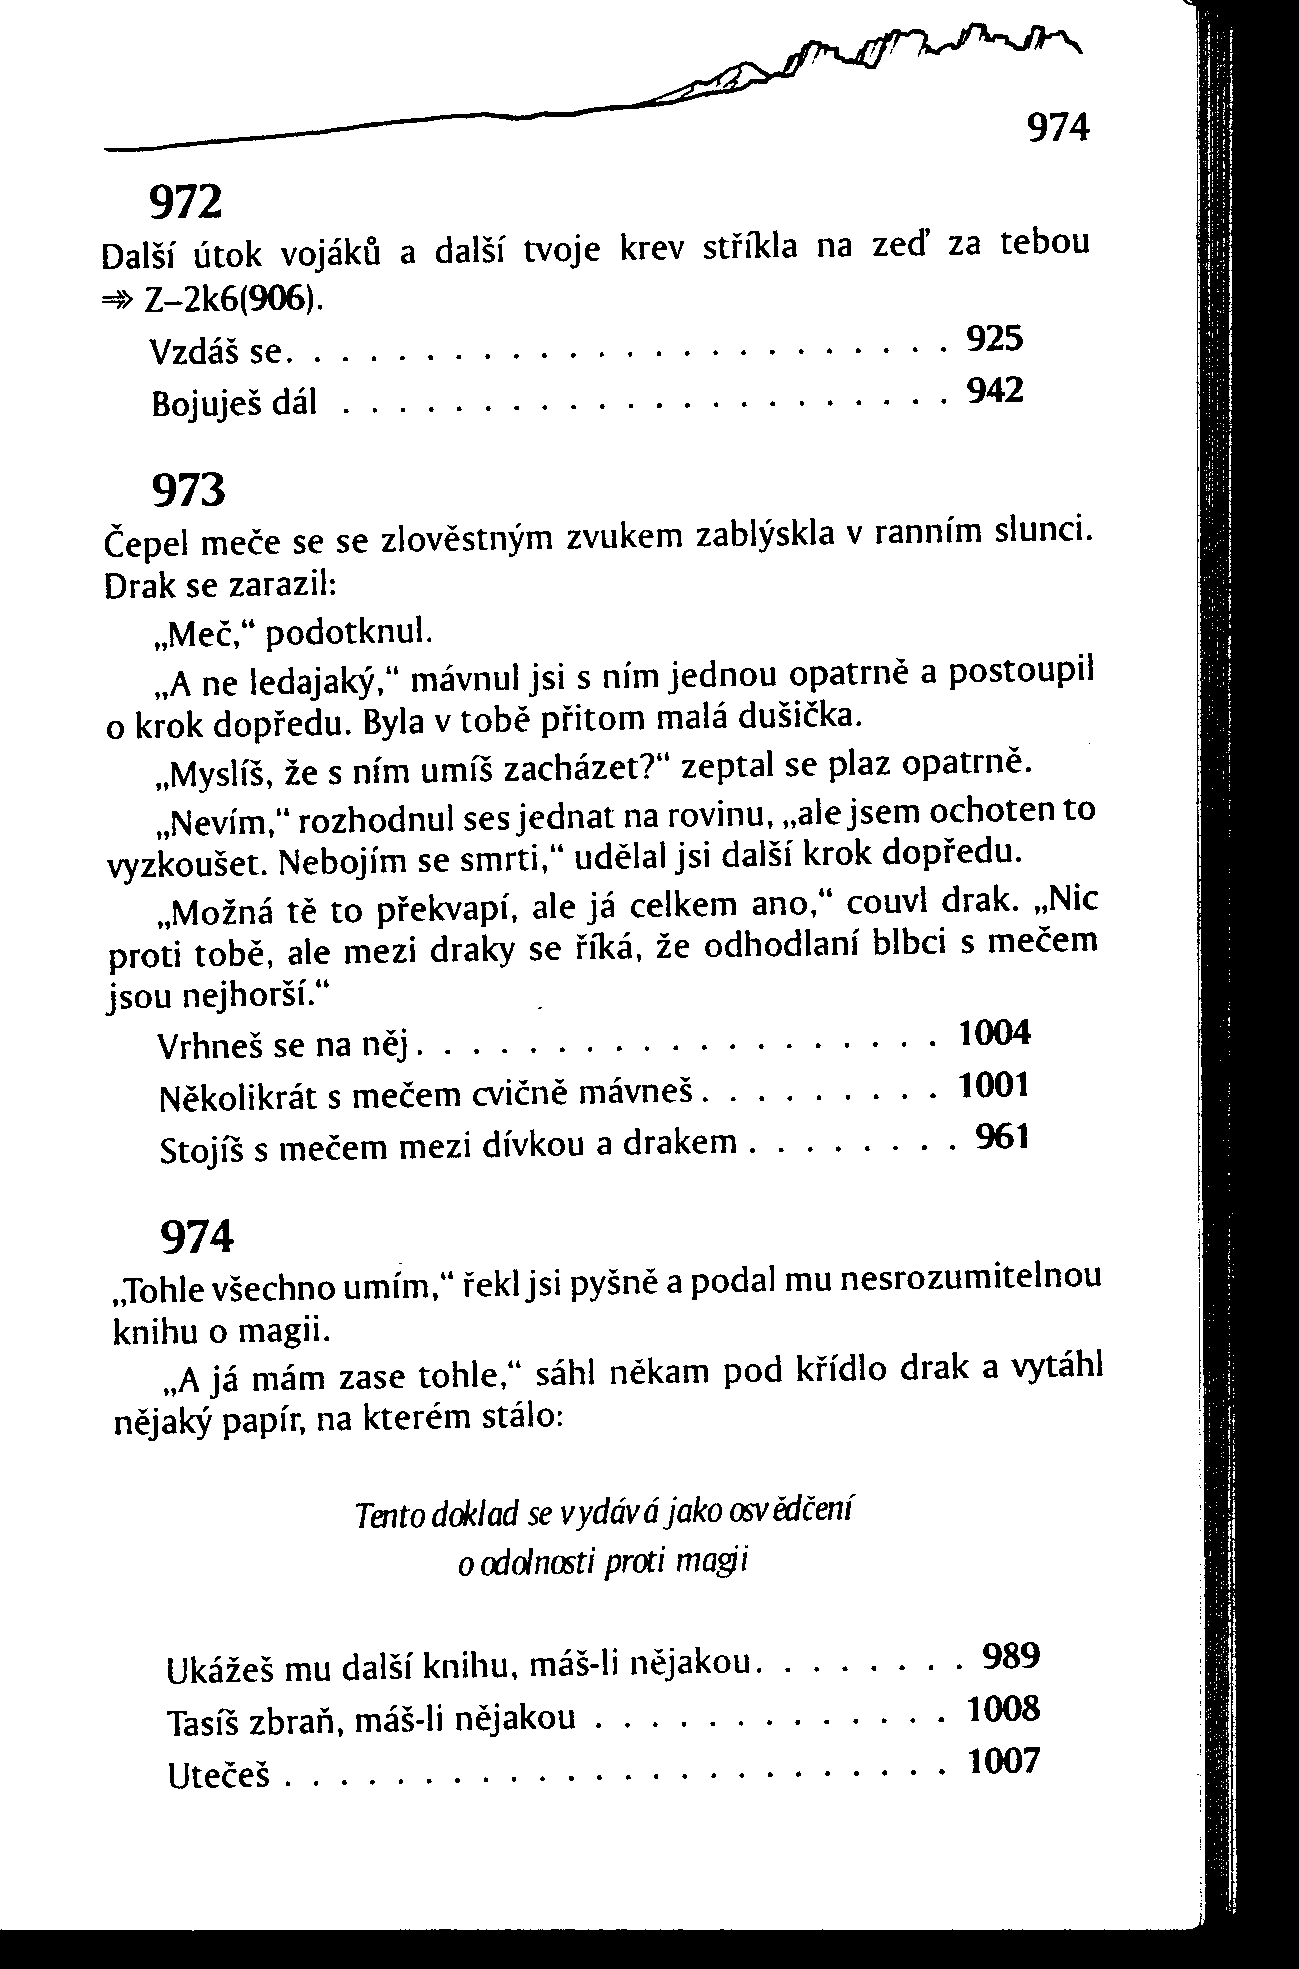 974
972
Další útok vojáků a další tvoje krev stříkla na zeď za tebou
⇒» Z–2k6(906).
Vzdáš se. . . . . . . . . . . . . . . . . . . . . . . . 925
Bojuješ dál . . . . . . . . . . . . . . . . . . . . . . 942
973
Čepel meče se se zlověstným zvukem zablýskla v ranním slunci.
Drak se zarazil:
„Meč,“ podotknul.
„A ne ledajaký,“ mávnul jsi s ním jednou opatrně a postoupil
o krok dopředu. Byla v tobě přitom malá dušička.
„Myslíš, že s ním umíš zacházet?“ zeptal se plaz opatrně.
„Nevím,“ rozhodnul ses jednat na rovinu, „ale jsem ochoten to
vyzkoušet. Nebojím se smrti,“ udělal jsi další krok dopředu.
„Možná tě to překvapí, ale já celkem ano,“ couvl drak. „Nic
proti tobě, ale mezi draky se říká, že odhodlaní blbci s mečem
jsou nejhorší.“
Vrhneš se na něj. . . . . . . . . . . . . . . . . . . 1004
Několikrát s mečem cvičně mávneš. . . . . . . . . 1001
Stojíš s mečem mezi dívkou a drakem . . . . . . . . 961
974
„Tohle všechno umím,“ řekl jsi pyšně a podal mu nesrozumitelnou
knihu o magii.
„A já mám zase tohle,“ sáhl někam pod křídlo drak a vytáhl
nějaký papír, na kterém stálo:
Tento doklad se vydává jako osvědčení
o odolnosti proti magii
Ukážeš mu další knihu, máš-li nějakou. . . . . . . . 989
Tasíš zbraň, máš-li nějakou . . . . . . . . . . . . . 1008
Utečeš . . . . . . . . . . . . . . . . . . . . . . . . 1007